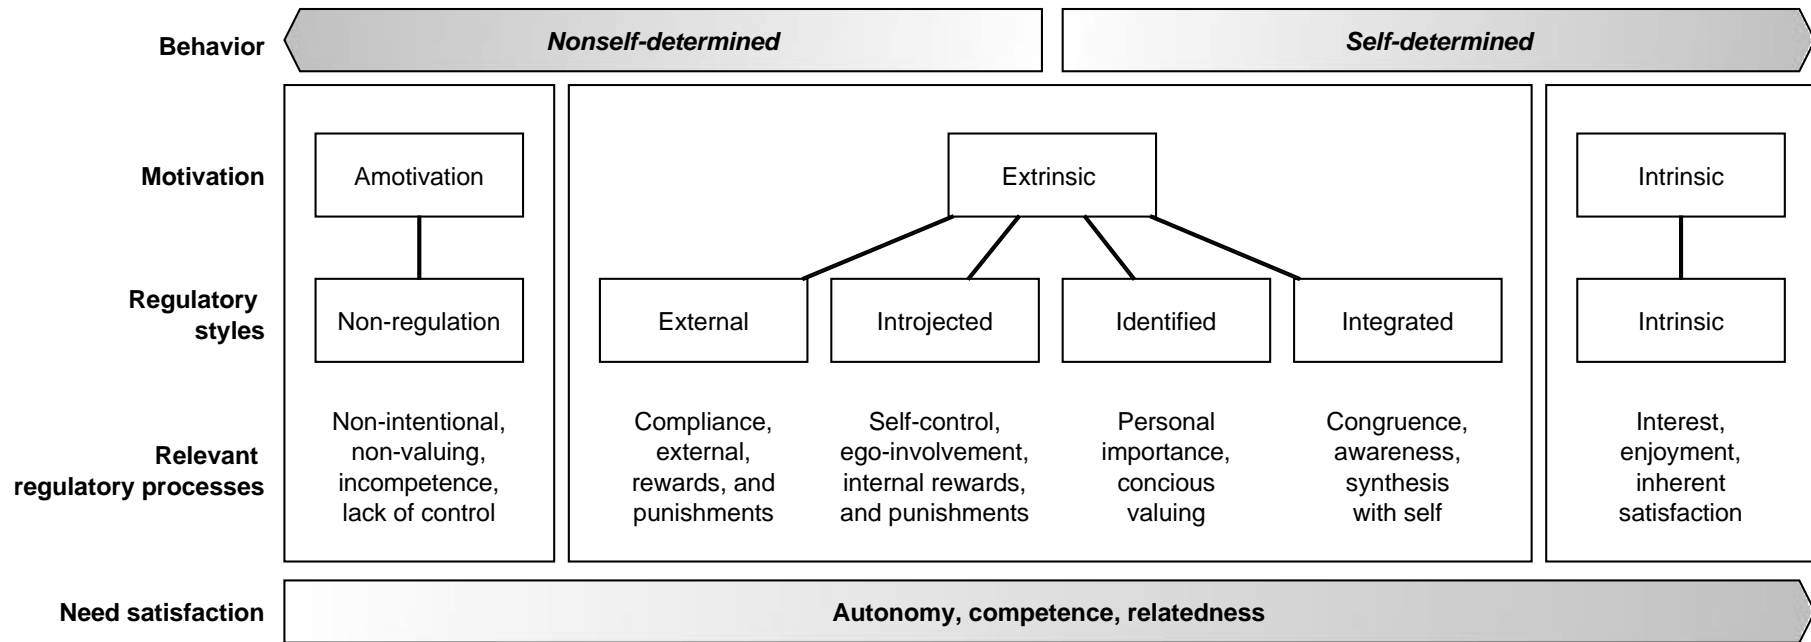 Behavior
Nonself-determined
Self-determined
Motivation
Amotivation
Extrinsic
Intrinsic
Regulatory
styles
Non-regulation
External
Introjected
Identified
Integrated
Intrinsic
Relevant
regulatory processes
Non-intentional,
non-valuing,
incompetence,
lack of control
Compliance,
external,
rewards, and
punishments
Self-control,
ego-involvement,
internal rewards,
and punishments
Personal
importance,
concious
valuing
Congruence,
awareness,
synthesis
with self
Interest,
enjoyment,
inherent
satisfaction
Need satisfaction
Autonomy, competence, relatedness